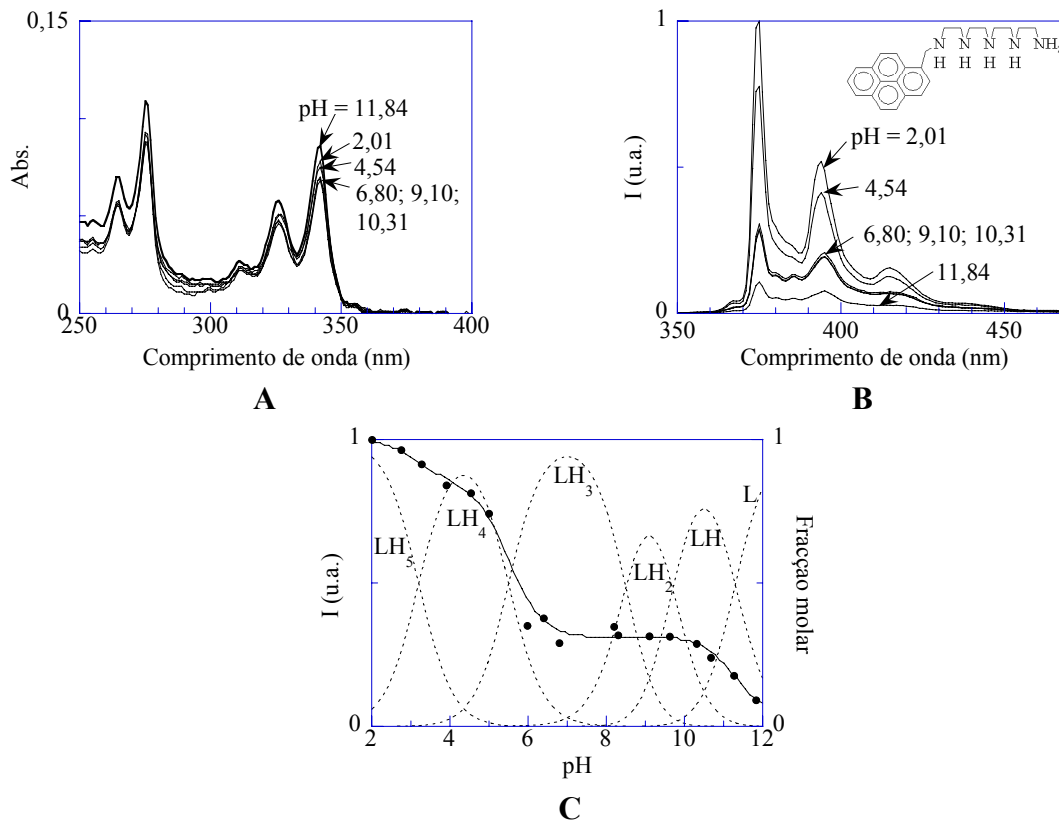 0,15
Abs.
pH = 11,84
2,01
4,54
6,80; 9,10;
10,31
0
250
300
350
400
Comprimento de onda (nm)
A
1
I (u.a.)
N N N N NH
H H H H
pH = 2,01
4,54
6,80; 9,10; 10,31
11,84
0
350
400
450
Comprimento de onda (nm)
B
1
1
I (u.a.)
LH5
LH4
LH3
LH2
LH
L
Fracçao molar
0
0
2
4
6
8
10
12
pH
C